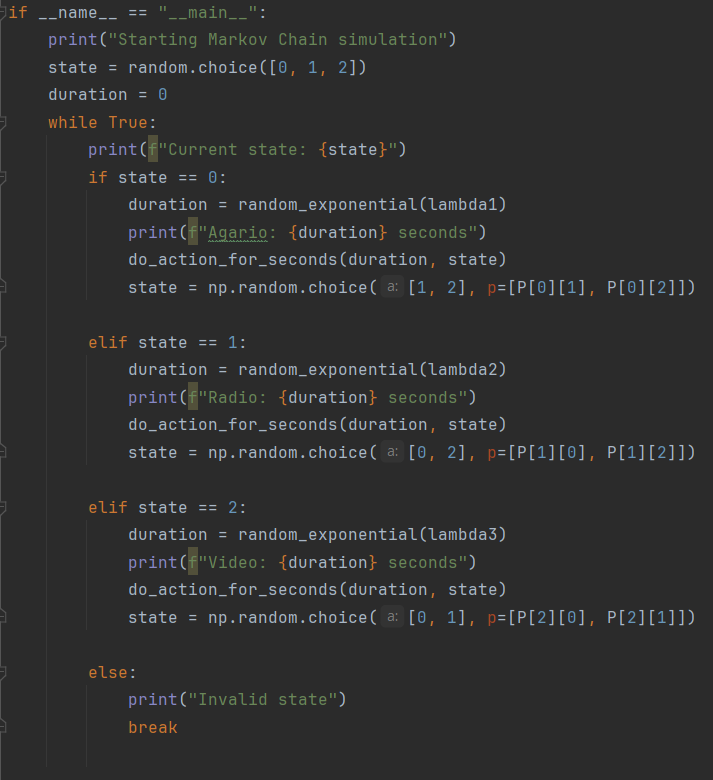 if __name__ == "__main__":
    print("Starting Markov Chain simulation")
    state = random.choice([0, 1, 2])
    duration = 0
    while True:
        print(f"Current state: {state}")
        if state == 0:
            duration = random_exponential(lambda1)
            print(f"Agario: {duration} seconds")
            do_action_for_seconds(duration, state)
            state = np.random.choice( a: [1, 2], p=[P[0][1], P[0][2]])
        elif state == 1:
            duration = random_exponential(lambda2)
            print(f"Radio: {duration} seconds")
            do_action_for_seconds(duration, state)
            state = np.random.choice( a: [0, 2], p=[P[1][0], P[1][2]])
        elif state == 2:
            duration = random_exponential(lambda3)
            print(f"Video: {duration} seconds")
            do_action_for_seconds(duration, state)
            state = np.random.choice( a: [0, 1], p=[P[2][0], P[2][1]])
        else:
            print("Invalid state")
            break